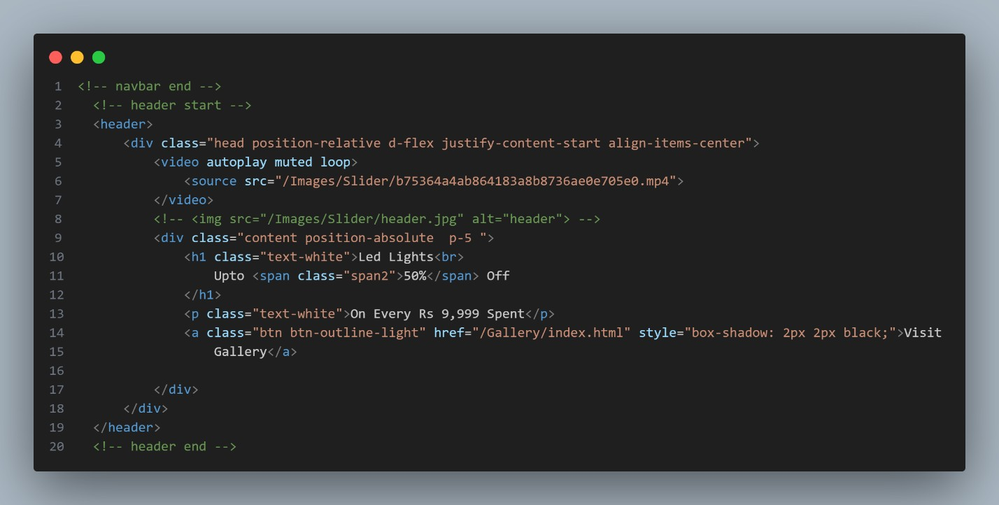 1 <!-- navbar end -->
2   <!-- header start -->
3   <header>
4       <div class="head position-relative d-flex justify-content-start align-items-center">
5           <video autoplay muted loop>
6               <source src="/Images/Slider/b75364a4ab864183a8b8736ae0e705e0.mp4">
7           </video>
8           <!-- <img src="/Images/Slider/header.jpg" alt="header"> -->
9           <div class="content position-absolute  p-5 ">
10              <h1 class="text-white">Led Lights<br>
11                  Upto <span class="span2">50%</span> Off
12              </h1>
13              <p class="text-white">On Every Rs 9,999 Spent</p>
14              <a class="btn btn-outline-light" href="/Gallery/index.html" style="box-shadow: 2px 2px black;">Visit
15                  Gallery</a>
16
17          </div>
18      </div>
19  </header>
20  <!-- header end -->